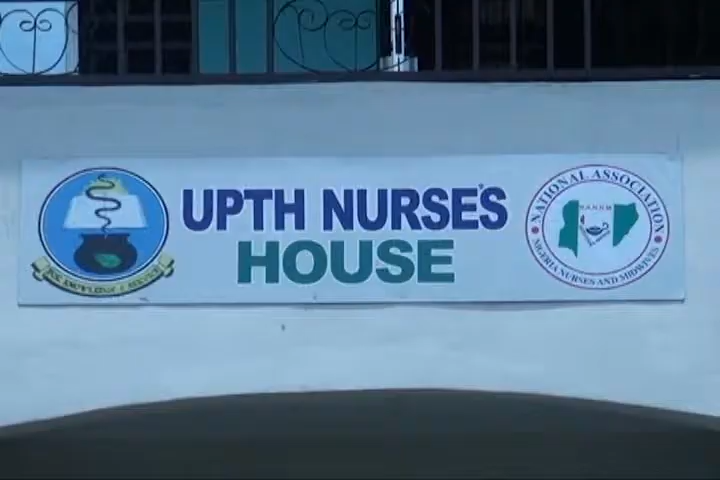 UPTH NURSE'S
HOUSE
NATIONAL ASSOCIATION
NIGERIA NURSES AND MIDWIVES